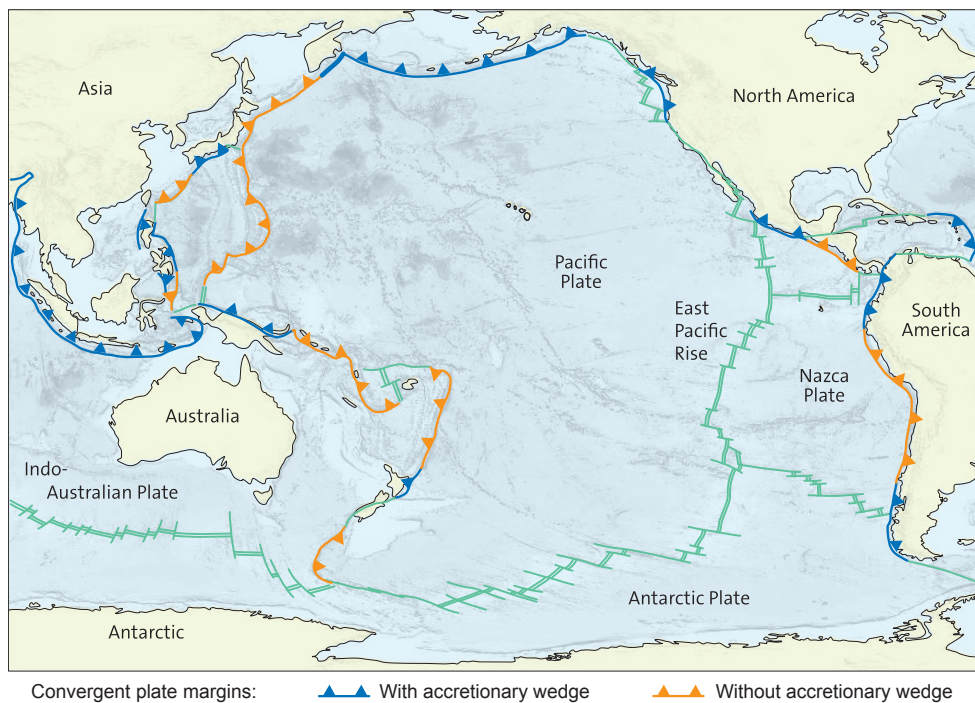 Asia
North America
Pacific
Plate
East
Pacific
Rise
South
America
Nazca
Plate
Australia
Indo-
Australian Plate
Antarctic Plate
Antarctic
Convergent plate margins:
With accretionary wedge
Without accretionary wedge